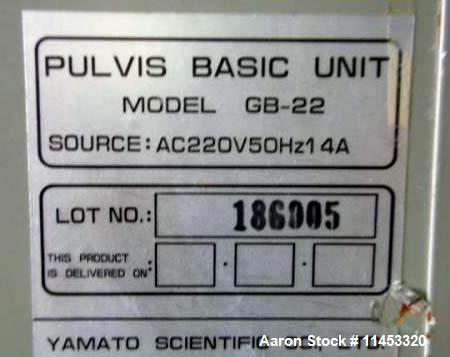 PULVIS BASIC UNIT
MODEL GB-22
SOURCE: AC220V50Hz14A
LOT NO.: 186005
THIS PRODUCT :
IS DELIVERED ON
YAMATO SCIENTIFIC
Aaron Stock # 11453320